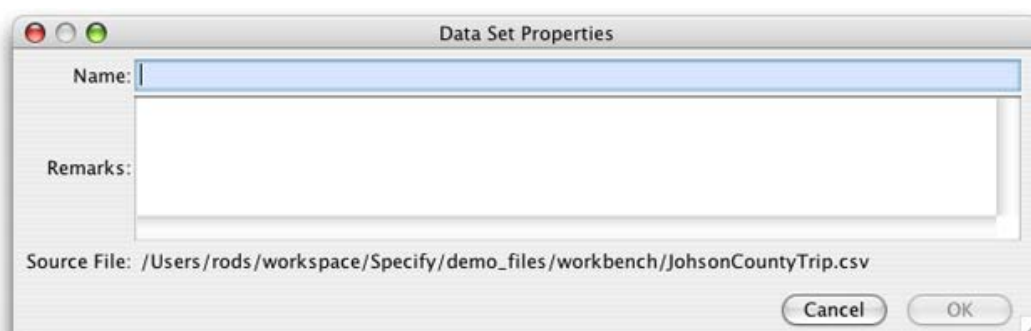 Data Set Properties
Name:
Remarks:
Source File: /Users/rods/workspace/Specify/demo_files/workbench/JohsonCountyTrip.csv
Cancel OK